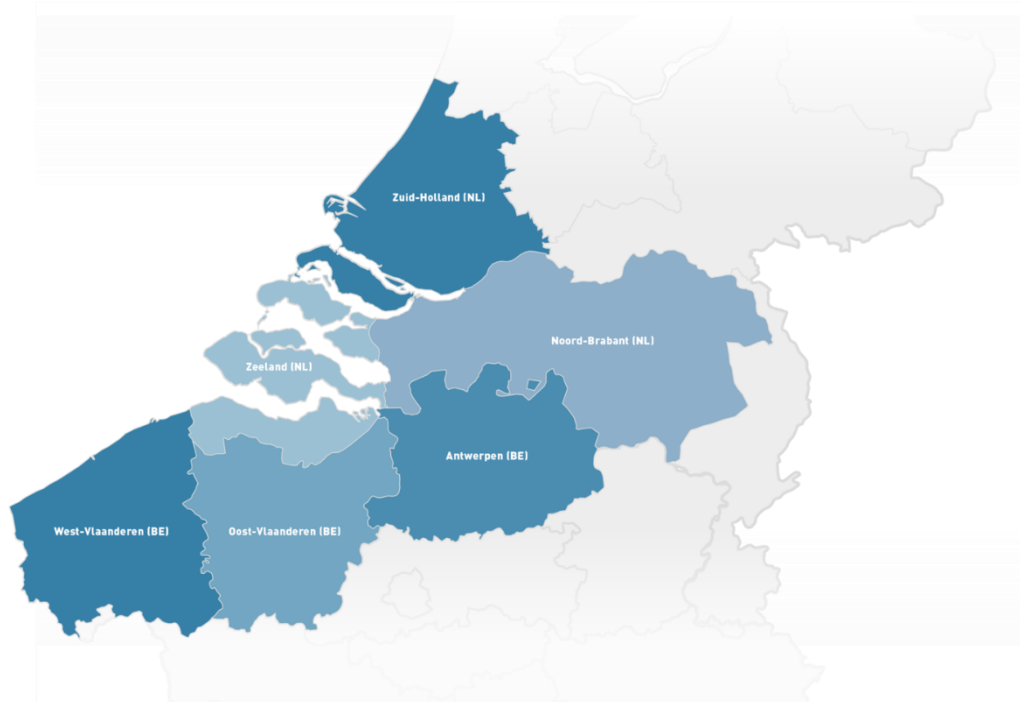 Zuid-Holland (NL)
Noord-Brabant (NL)
Zeeland (NL)
Antwerpen (BE)
West-Vlaanderen (BE)
Oost-Vlaanderen (BE)